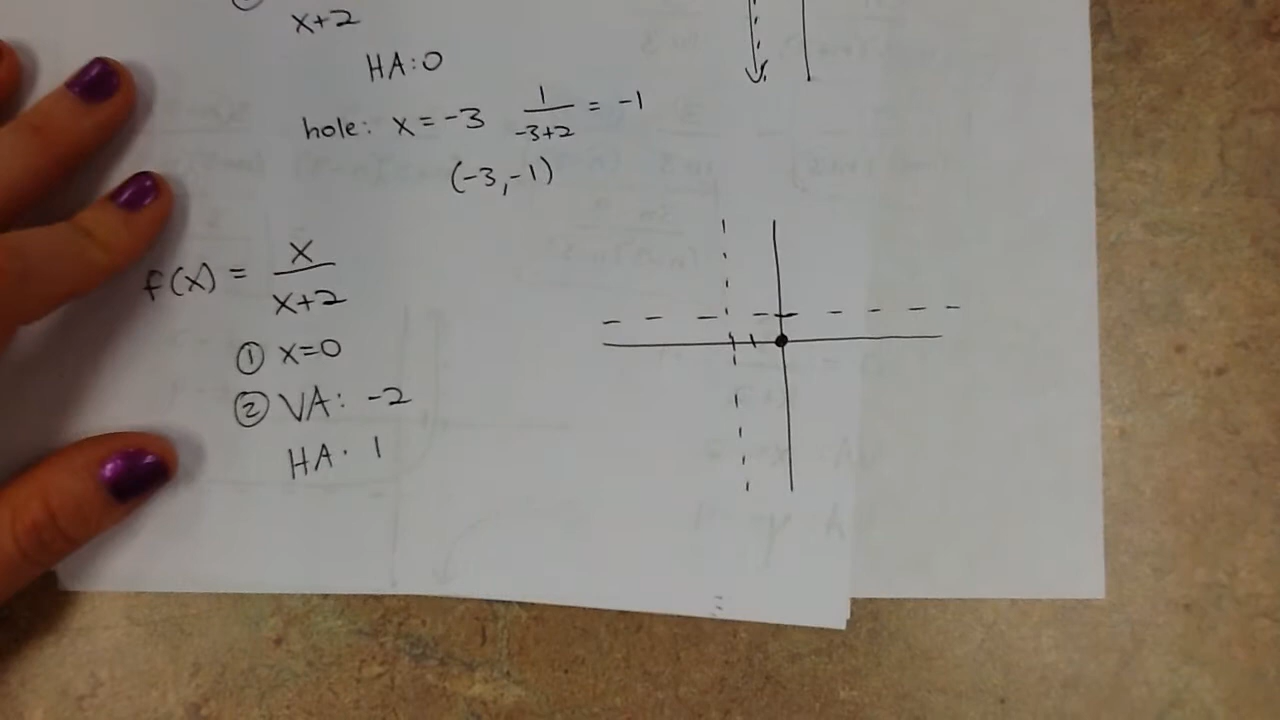 x+2
HA: 0
hole: x = -3 1/(-3+2) = -1
(-3, -1)
f(x) = x/(x+2)
① x=0
② VA: -2
HA. 1